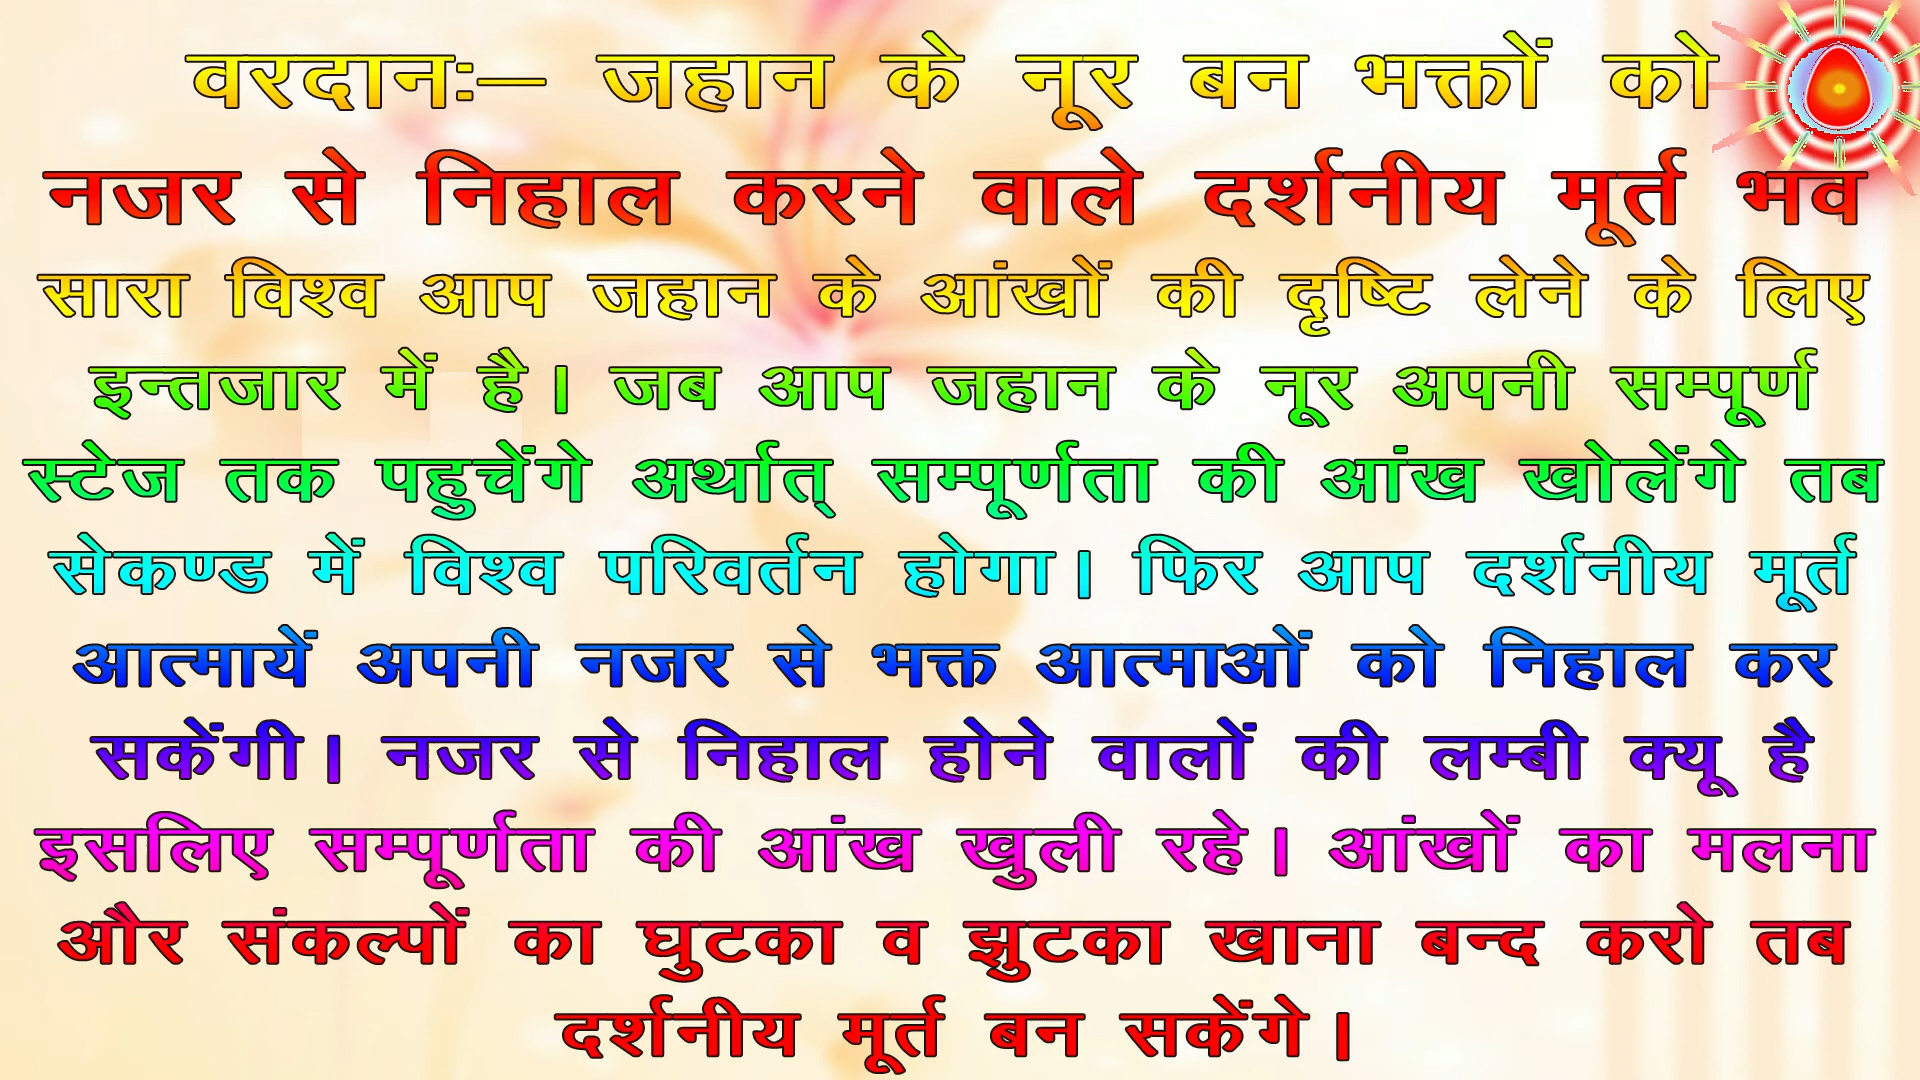 वरदान:— जहान के नूर बन भक्तों को
नजर से निहाल करने वाले दर्शनीय मूर्त भव
सारा विश्व आप जहान के आंखों की दृष्टि लेने के लिए
इन्तजार में है। जब आप जहान के नूर अपनी सम्पूर्ण
स्टेज तक पहुचेंगे अर्थात् सम्पूर्णता की आंख खोलेंगे तब
सेकण्ड में विश्व परिवर्तन होगा। फिर आप दर्शनीय मूर्त
आत्मायें अपनी नजर से भक्त आत्माओं को निहाल कर
सकेंगी। नजर से निहाल होने वालों की लम्बी क्यू है
इसलिए सम्पूर्णता की आंख खुली रहे। आंखों का मलना
और संकल्पों का घुटका व झुटका खाना बन्द करो तब
दर्शनीय मूर्त बन सकेंगे।